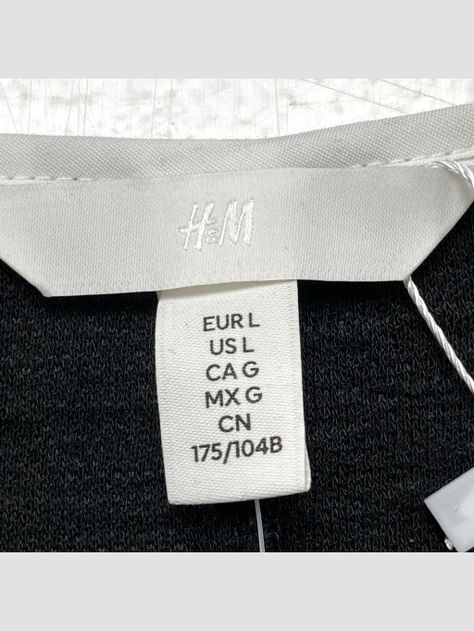 H&M
EUR L
US L
CA G
MX G
CN
175/104B